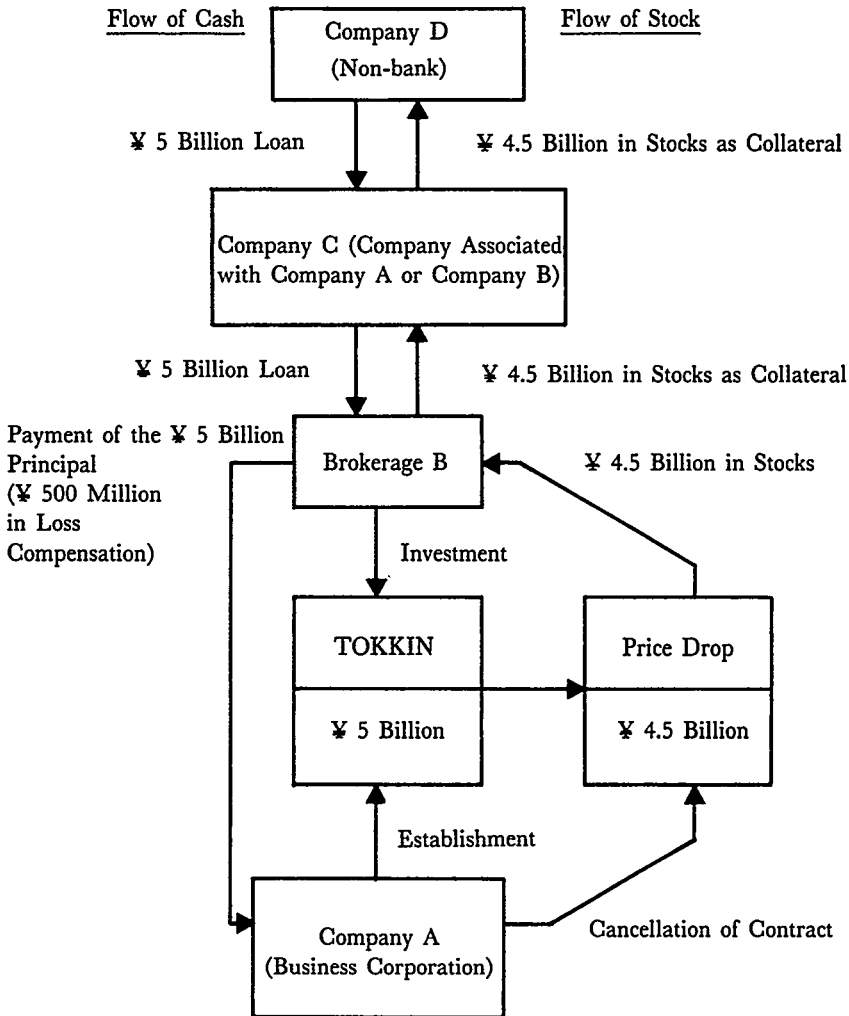 Flow of Cash
Company D
(Non-bank)
Flow of Stock
¥ 5 Billion Loan
¥ 4.5 Billion in Stocks as Collateral
Company C (Company Associated
with Company A or Company B)
¥ 5 Billion Loan
¥ 4.5 Billion in Stocks as Collateral
Payment of the ¥ 5 Billion
Principal
(¥ 500 Million
in Loss
Compensation)
Brokerage B
¥ 4.5 Billion in Stocks
Investment
TOKKIN
Price Drop
¥ 5 Billion
¥ 4.5 Billion
Establishment
Company A
(Business Corporation)
Cancellation of Contract